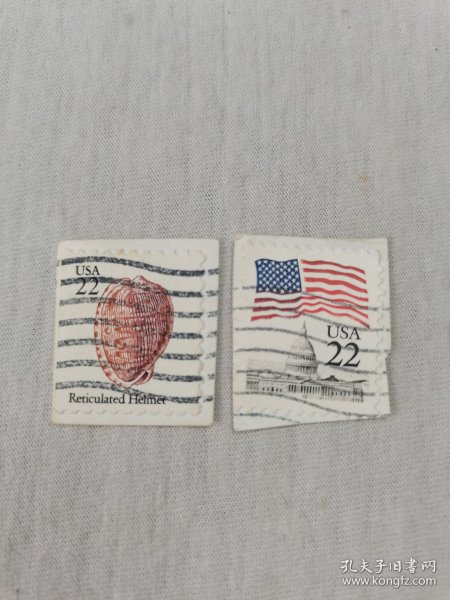 USA
22
Reticulated Helmet
USA
22
孔夫子旧书网
www.kongfz.com